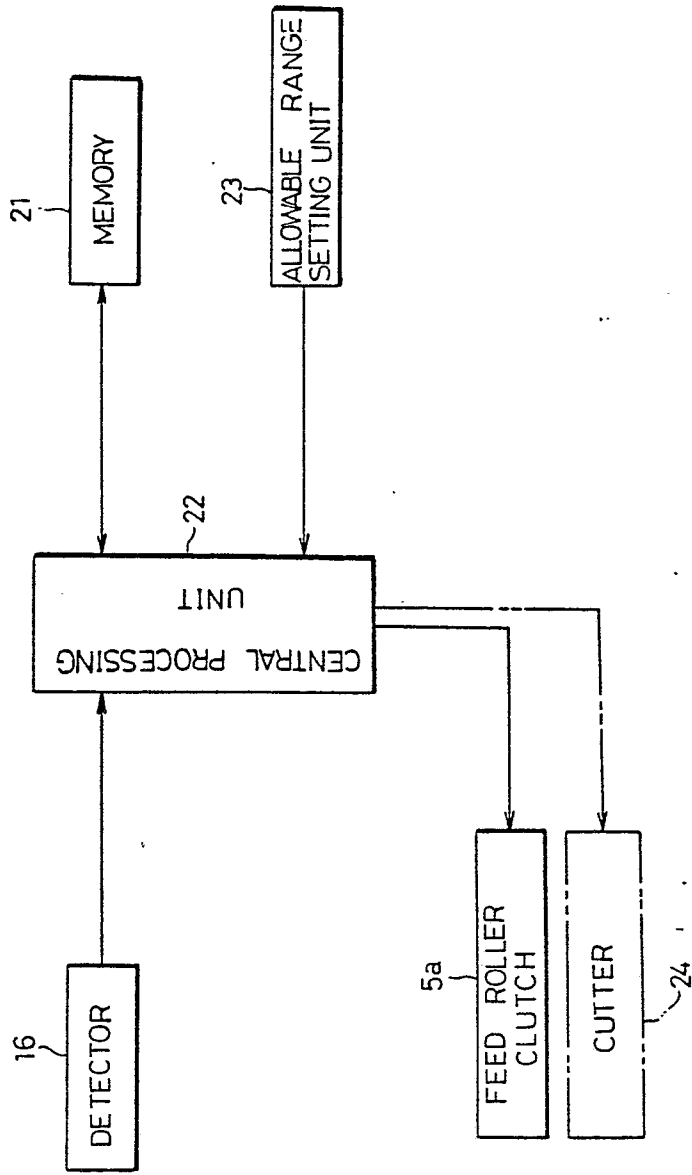 21
MEMORY
23
ALLOWABLE RANGE
SETTING UNIT
22
CENTRAL PROCESSING
UNIT
16
DETECTOR
5a
FEED ROLLER
CLUTCH
CUTTER
24